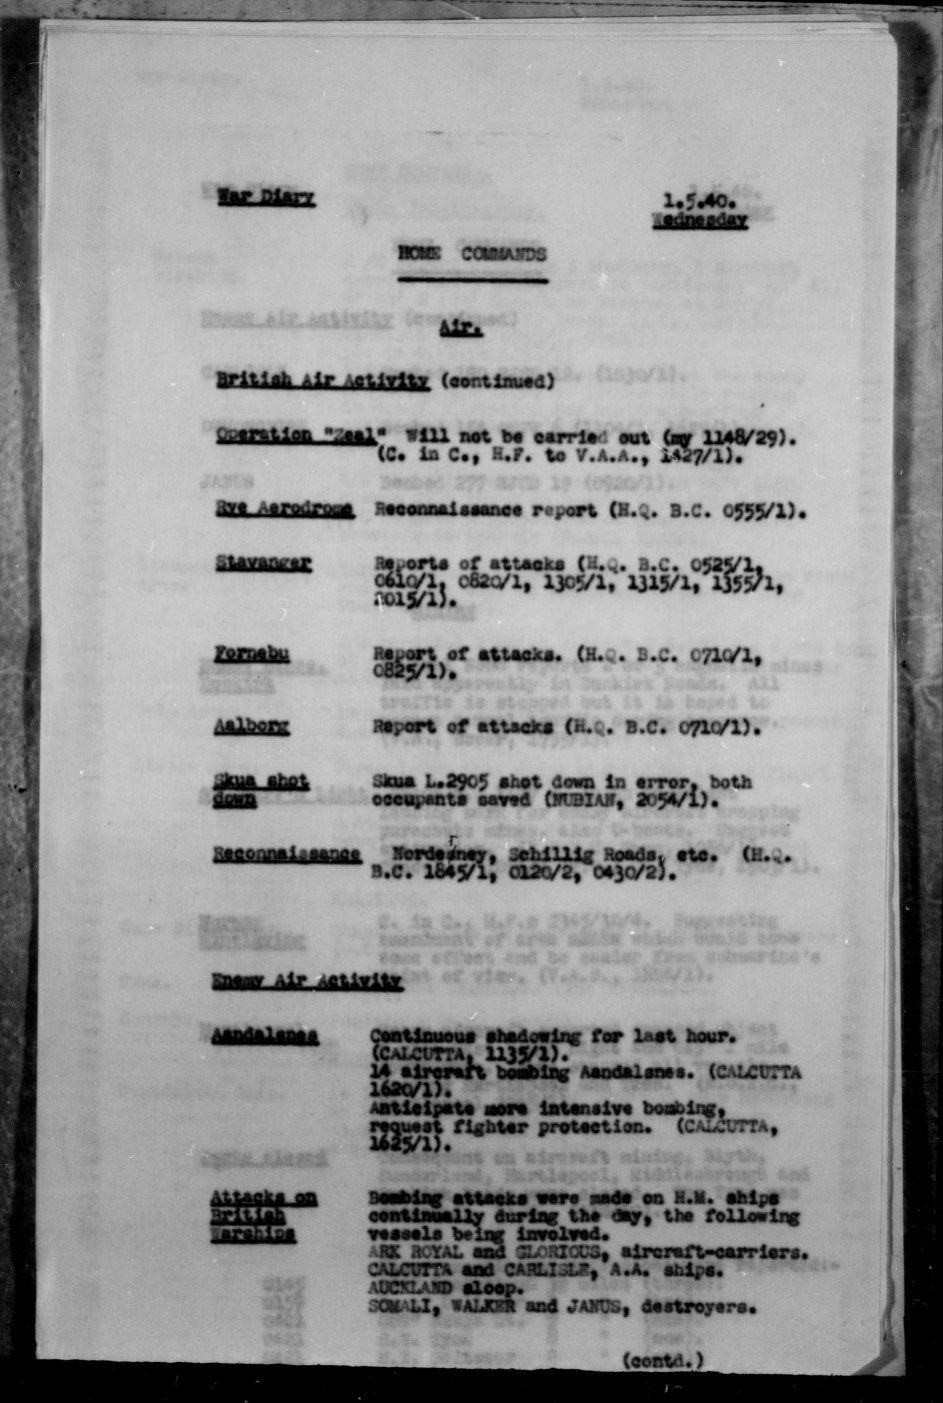 War Diary
1.5.40.
Wednesday
HOME COMMANDS
Air.
British Air Activity (continued)
Operation "Zeal" Will not be carried out (my 1148/29).
(C. in C., H.F. to V.A.A., 1427/1).
Rye Aerodrome Reconnaissance report (H.Q. B.C. 0555/1).
Stavanger Reports of attacks (H.Q. B.C. 0525/1,
0610/1, 0820/1, 1305/1, 1315/1, 1355/1,
2015/1).
Fornebu Report of attacks. (H.Q. B.C. 0710/1,
0825/1).
Aalborg Report of attacks (H.Q. B.C. 0710/1).
Skua shot Skua L.2905 shot down in error, both
down occupants saved (NUBIAN, 2054/1).
Reconnaissance Norderney, Schillig Roads, etc. (H.Q.
B.C. 1845/1, 0120/2, 0430/2).
Enemy Air Activity
Aandalsnes Continuous shadowing for last hour.
(CALCUTTA, 1135/1).
14 aircraft bombing Aandalsnes. (CALCUTTA
1620/1).
Anticipate more intensive bombing,
request fighter protection. (CALCUTTA,
1625/1).
Attacks on Bombing attacks were made on H.M. ships
British continually during the day, the following
Warships vessels being involved.
ARK ROYAL and GLORIOUS, aircraft-carriers.
CALCUTTA and CARLISLE, A.A. ships.
AUCKLAND sloop.
SOMALI, WALKER and JANUS, destroyers.
(contd.)